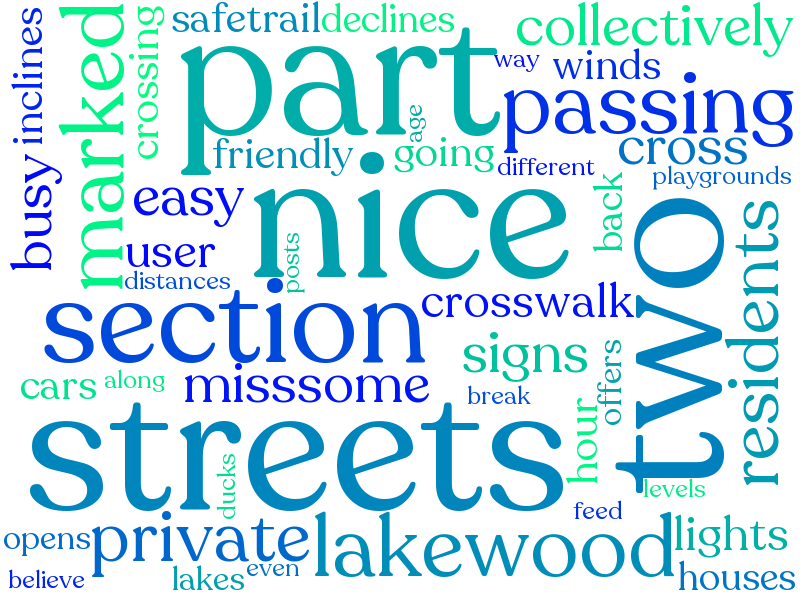 safetrail
declines
collectively
inclines
marked
crossing
part
way
winds
passing
age
friendly
going
different
cross
playgrounds
busy
easy
nice
back
two
residents
user
distances
posts
section
crosswalk
signs
offers
cars
along
misssome
break
streets
hour
ducks
levels
feed
opens
private
lakewood
lights
believe
lakes
even
houses